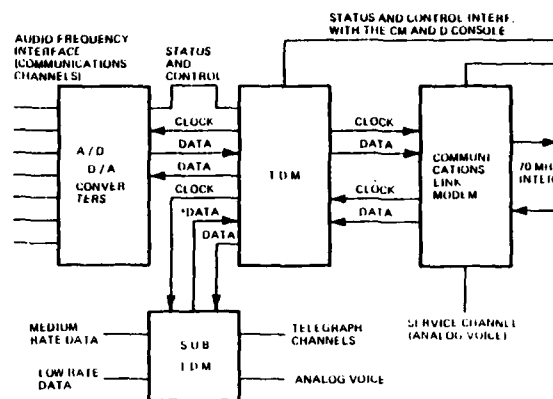 STATUS AND CONTROL INTERF.
WITH THE CM AND D CONSOLE
AUDIO FREQUENCY
INTERFACE
(COMMUNICATIONS
CHANNELS)
STATUS
AND
CONTROL
A/D
D/A
CONVER
TERS
CLOCK
DATA
DATA
CLOCK
*DATA
DATA
TDM
CLOCK
DATA
CLOCK
DATA
COMMUNI
CATIONS
LINK
MODEM
70 MH
INTER
SERVICE CHANNEL
(ANALOG VOICE)
MEDIUM
RATE DATA
LOW RATE
DATA
SUB
TDM
TELEGRAPH
CHANNELS
ANALOG VOICE